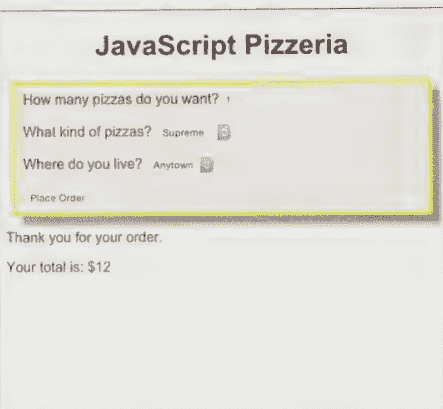 JavaScript Pizzeria
How many pizzas do you want? 1
What kind of pizzas? Supreme
Where do you live? Anytown
Place Order
Thank you for your order.
Your total is: $12